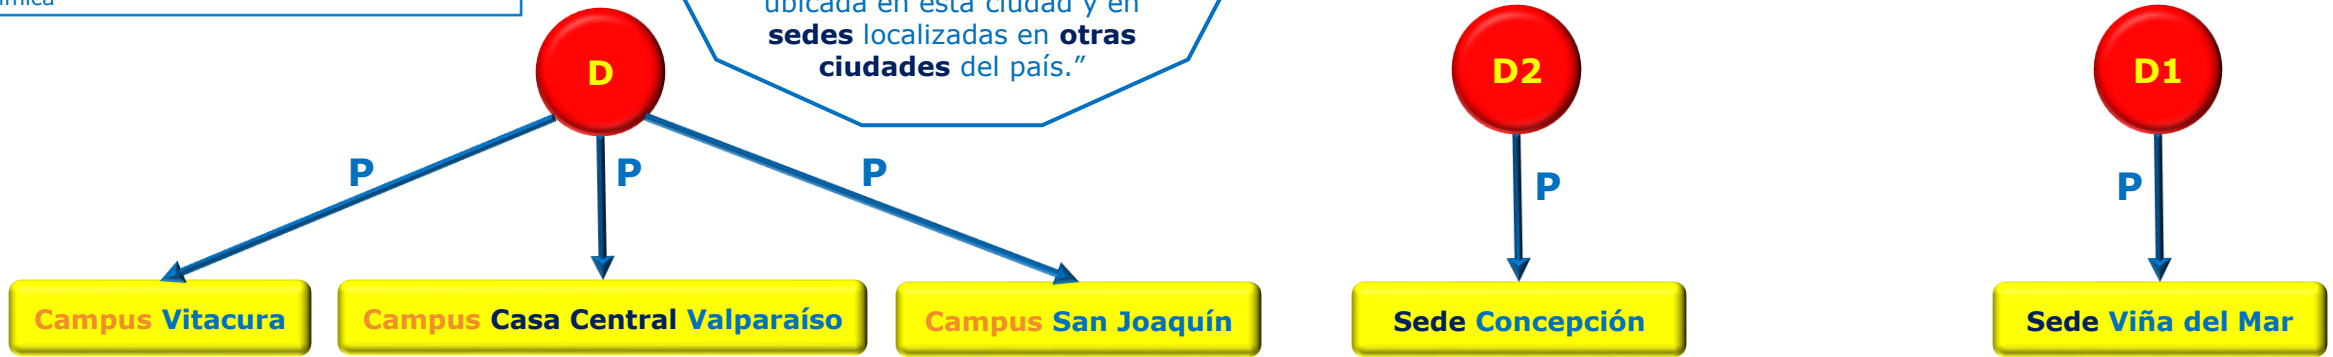 ubicada en esta ciudad y en
sedes localizadas en otras
ciudades del país.”
D
D2
D1
P
P
P
P
P
Campus Vitacura
Campus Casa Central Valparaíso
Campus San Joaquín
Sede Concepción
Sede Viña del Mar